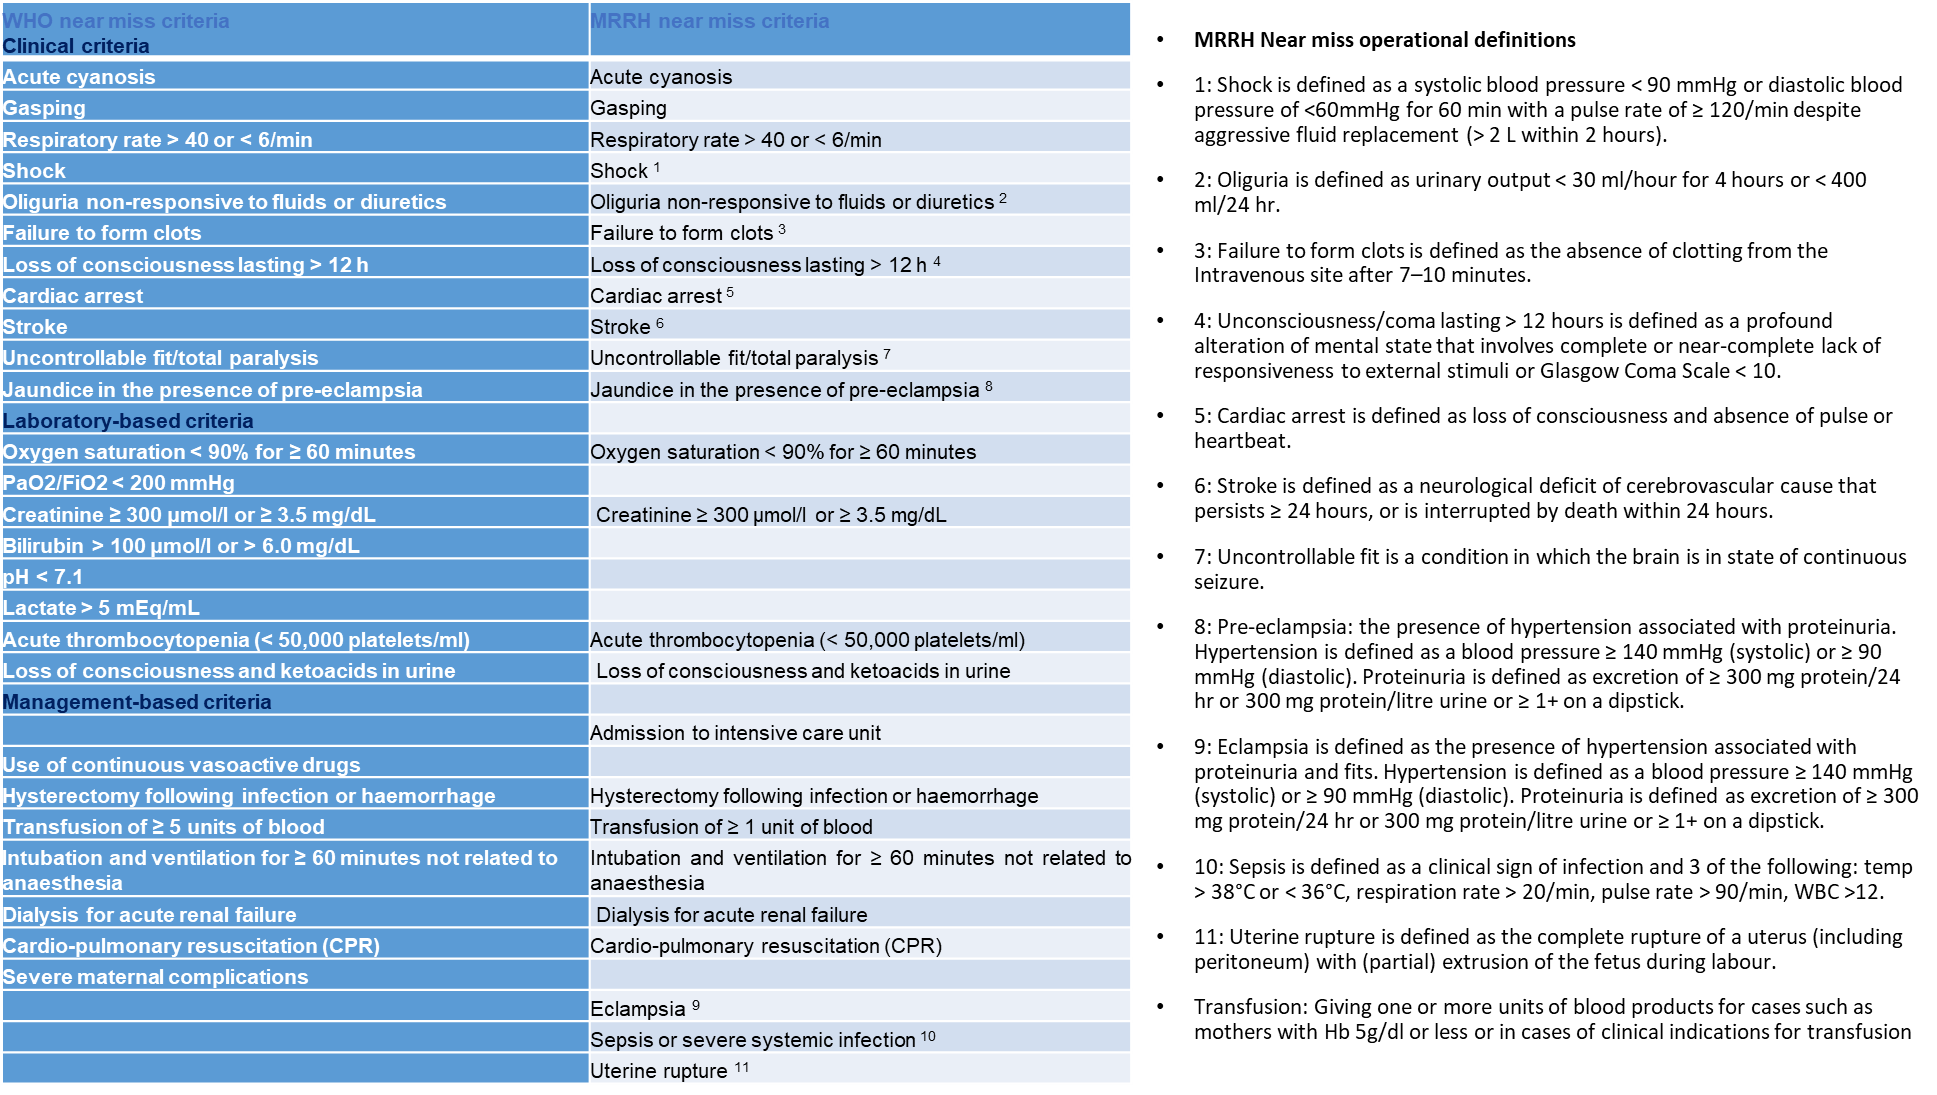 WHO near miss criteria
Clinical criteria
MRRH near miss criteria
Acute cyanosis
Acute cyanosis
Gasping
Gasping
Respiratory rate > 40 or < 6/min
Respiratory rate > 40 or < 6/min
Shock
Shock 1
Oliguria non-responsive to fluids or diuretics
Oliguria non-responsive to fluids or diuretics 2
Failure to form clots
Failure to form clots 3
Loss of consciousness lasting > 12 h
Loss of consciousness lasting > 12 h 4
Cardiac arrest
Cardiac arrest 5
Stroke
Stroke 6
Uncontrollable fit/total paralysis
Uncontrollable fit/total paralysis 7
Jaundice in the presence of pre-eclampsia
Jaundice in the presence of pre-eclampsia 8
Laboratory-based criteria
Oxygen saturation < 90% for ≥ 60 minutes
Oxygen saturation < 90% for ≥ 60 minutes
PaO2/FiO2 < 200 mmHg
Creatinine ≥ 300 μmol/l or ≥ 3.5 mg/dL
Creatinine ≥ 300 μmol/l or ≥ 3.5 mg/dL
Bilirubin > 100 μmol/l or > 6.0 mg/dL
pH < 7.1
Lactate > 5 mEq/mL
Acute thrombocytopenia (< 50,000 platelets/ml)
Acute thrombocytopenia (< 50,000 platelets/ml)
Loss of consciousness and ketoacids in urine
Loss of consciousness and ketoacids in urine
Management-based criteria
Admission to intensive care unit
Use of continuous vasoactive drugs
Hysterectomy following infection or haemorrhage
Hysterectomy following infection or haemorrhage
Transfusion of ≥ 5 units of blood
Transfusion of ≥ 1 unit of blood
Intubation and ventilation for ≥ 60 minutes not related to
anaesthesia
Intubation and ventilation for ≥ 60 minutes not related to
anaesthesia
Dialysis for acute renal failure
Dialysis for acute renal failure
Cardio-pulmonary resuscitation (CPR)
Cardio-pulmonary resuscitation (CPR)
Severe maternal complications
Eclampsia 9
Sepsis or severe systemic infection 10
Uterine rupture 11
• MRRH Near miss operational definitions
• 1: Shock is defined as a systolic blood pressure < 90 mmHg or diastolic blood
pressure of <60mmHg for 60 min with a pulse rate of ≥ 120/min despite
aggressive fluid replacement (> 2 L within 2 hours).
• 2: Oliguria is defined as urinary output < 30 ml/hour for 4 hours or < 400
ml/24 hr.
• 3: Failure to form clots is defined as the absence of clotting from the
Intravenous site after 7–10 minutes.
• 4: Unconsciousness/coma lasting > 12 hours is defined as a profound
alteration of mental state that involves complete or near-complete lack of
responsiveness to external stimuli or Glasgow Coma Scale < 10.
• 5: Cardiac arrest is defined as loss of consciousness and absence of pulse or
heartbeat.
• 6: Stroke is defined as a neurological deficit of cerebrovascular cause that
persists ≥ 24 hours, or is interrupted by death within 24 hours.
• 7: Uncontrollable fit is a condition in which the brain is in state of continuous
seizure.
• 8: Pre-eclampsia: the presence of hypertension associated with proteinuria.
Hypertension is defined as a blood pressure ≥ 140 mmHg (systolic) or ≥ 90
mmHg (diastolic). Proteinuria is defined as excretion of ≥ 300 mg protein/24
hr or 300 mg protein/litre urine or ≥ 1+ on a dipstick.
• 9: Eclampsia is defined as the presence of hypertension associated with
proteinuria and fits. Hypertension is defined as a blood pressure ≥ 140 mmHg
(systolic) or ≥ 90 mmHg (diastolic). Proteinuria is defined as excretion of ≥ 300
mg protein/24 hr or 300 mg protein/litre urine or ≥ 1+ on a dipstick.
• 10: Sepsis is defined as a clinical sign of infection and 3 of the following: temp
> 38°C or < 36°C, respiration rate > 20/min, pulse rate > 90/min, WBC >12.
• 11: Uterine rupture is defined as the complete rupture of a uterus (including
peritoneum) with (partial) extrusion of the fetus during labour.
• Transfusion: Giving one or more units of blood products for cases such as
mothers with Hb 5g/dl or less or in cases of clinical indications for transfusion